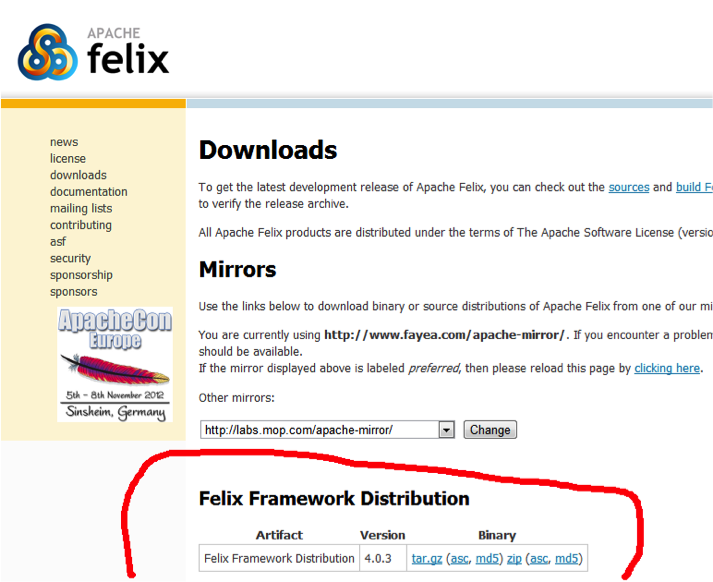 APACHE
felix
news
license
downloads
documentation
mailing lists
contributing
asf
security
sponsorship
sponsors
ApacheCon
Europe
5th - 8th November 2012
Sinsheim, Germany
Downloads
To get the latest development release of Apache Felix, you can check out the sources and build F
to verify the release archive.
All Apache Felix products are distributed under the terms of The Apache Software License (versio
Mirrors
Use the links below to download binary or source distributions of Apache Felix from one of our mi
You are currently using http://www.fayea.com/apache-mirror/. If you encounter a problem
should be available.
If the mirror displayed above is labeled preferred, then please reload this page by clicking here.
Other mirrors:
http://labs.mop.com/apache-mirror/ Change
Felix Framework Distribution
Artifact Version Binary
Felix Framework Distribution 4.0.3 tar.gz (asc, md5) zip (asc, md5)